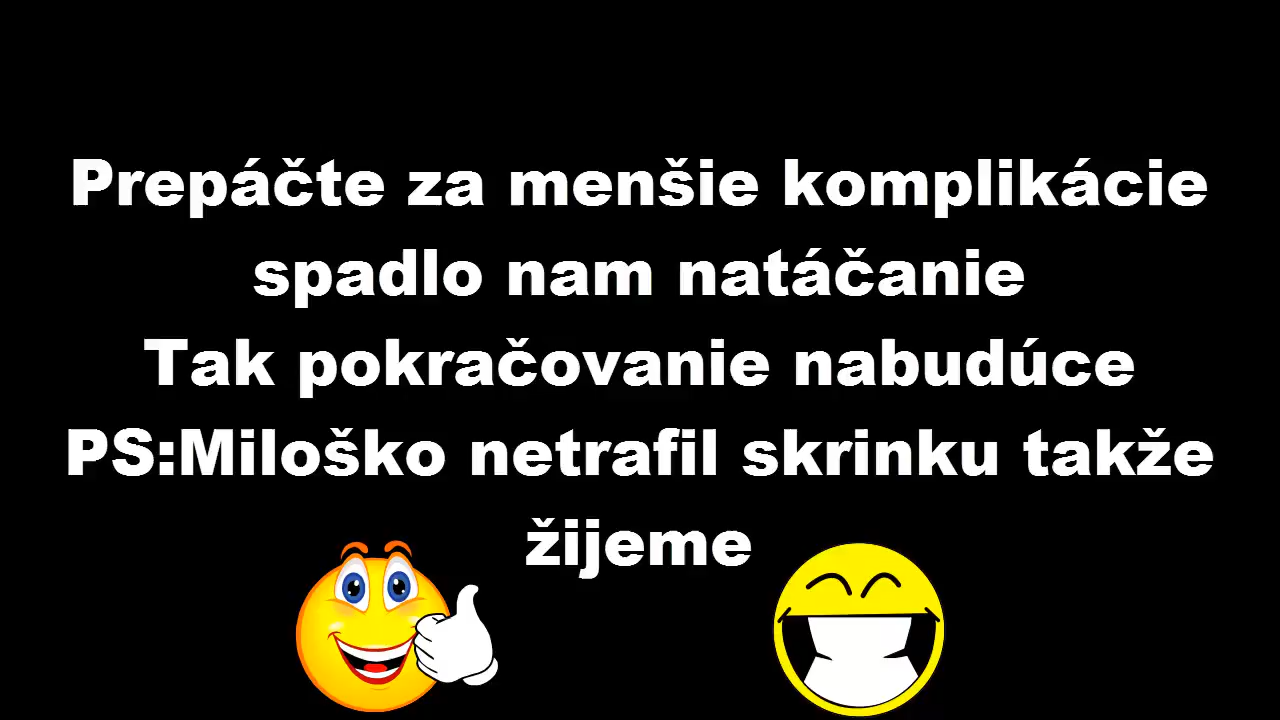 Prepáčte za menšie komplikácie
spadlo nam natáčanie
Tak pokračovanie nabudúce
PS:Miloško netrafil skrinku takže
žijeme